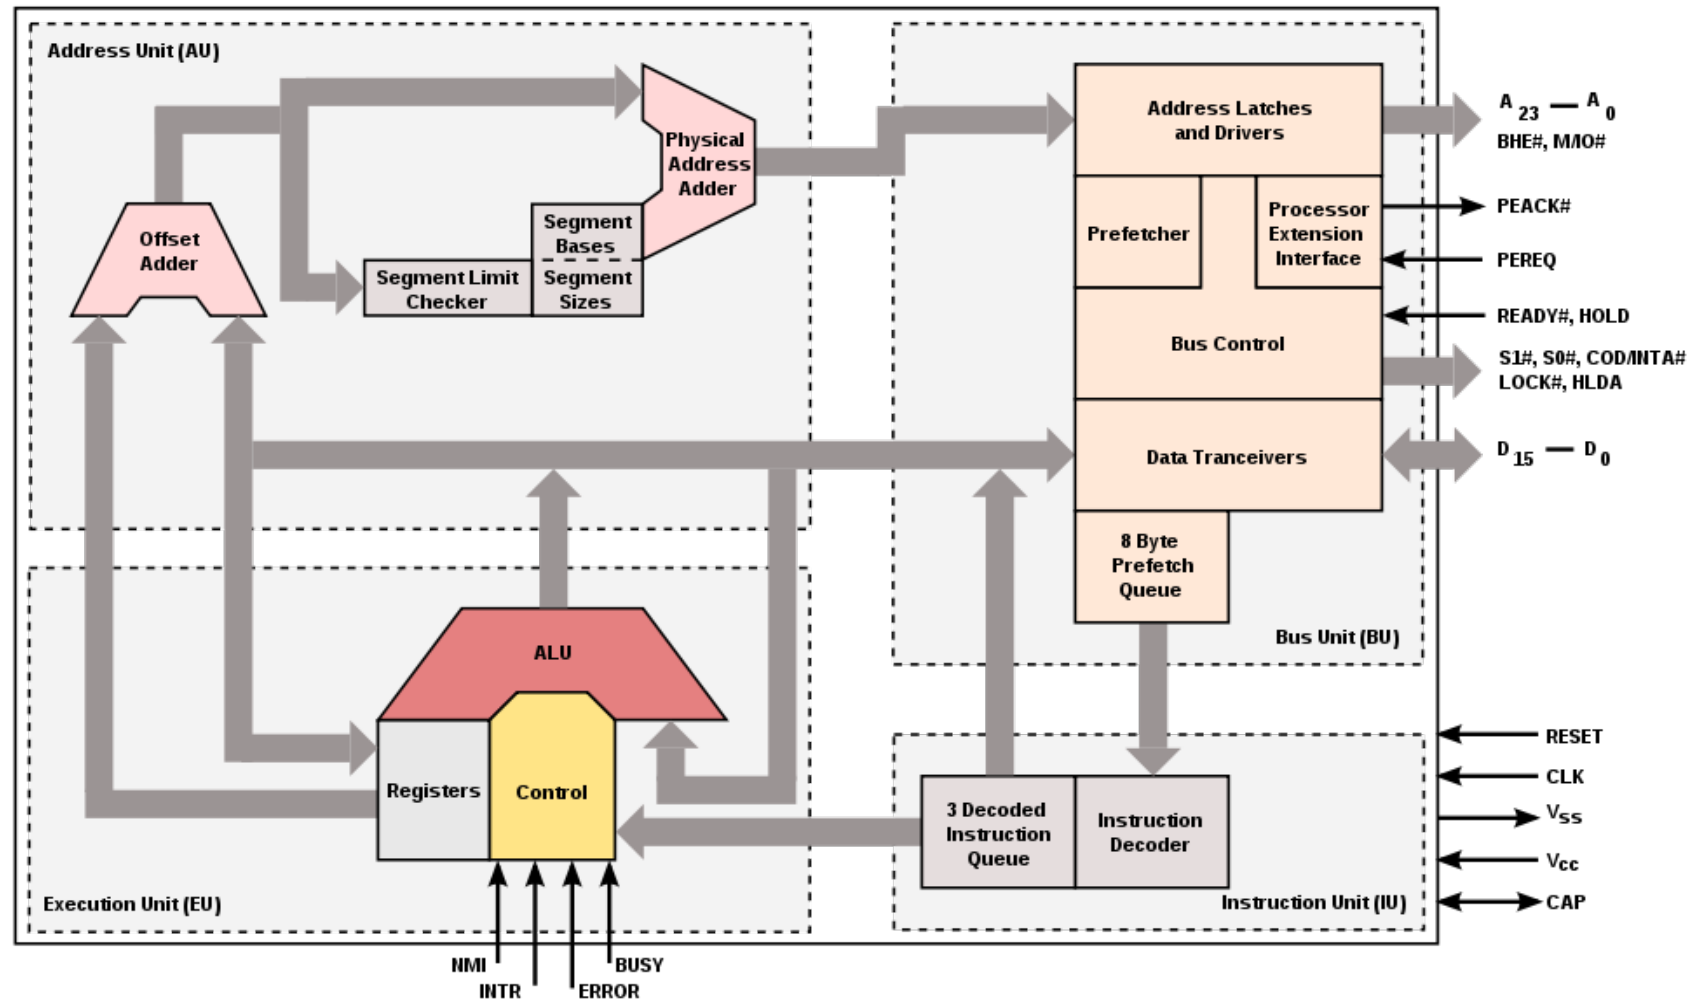 Address Unit (AU)
Offset
Adder
Segment Limit
Checker
Segment
Bases
Segment
Sizes
Physical
Address
Adder
Address Latches
and Drivers
Prefetcher
Processor
Extension
Interface
Bus Control
Data Tranceivers
8 Byte
Prefetch
Queue
Bus Unit (BU)
A 23 — A 0
BHE#, M/IO#
PEACK#
PEREQ
READY#, HOLD
S1#, S0#, COD/INTA#
LOCK#, HLDA
D 15 — D 0
ALU
Registers
Control
Execution Unit (EU)
3 Decoded
Instruction
Queue
Instruction
Decoder
Instruction Unit (IU)
RESET
CLK
Vss
Vcc
CAP
NMI
BUSY
INTR
ERROR